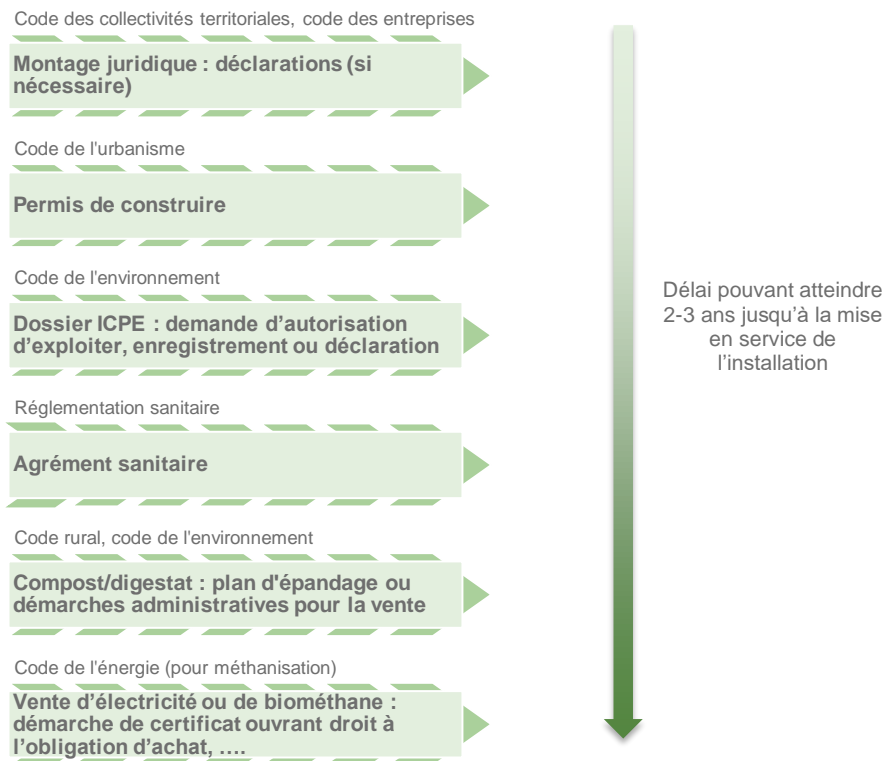 Code des collectivités territoriales, code des entreprises
Montage juridique : déclarations (si
nécessaire)
Code de l'urbanisme
Permis de construire
Code de l'environnement
Dossier ICPE : demande d’autorisation
d’exploiter, enregistrement ou déclaration
Réglementation sanitaire
Agrément sanitaire
Code rural, code de l'environnement
Compost/digestat : plan d'épandage ou
démarches administratives pour la vente
Code de l'énergie (pour méthanisation)
Vente d’électricité ou de biométhane :
démarche de certificat ouvrant droit à
l’obligation d’achat, ….
Délai pouvant atteindre
2-3 ans jusqu’à la mise
en service de
l’installation